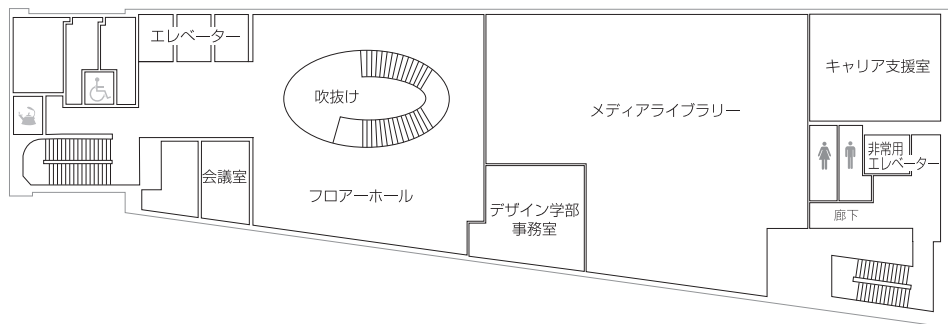 エレベーター
吹抜け
フロアーホール
会議室
メディアライブラリー
デザイン学部
事務室
キャリア支援室
非常用
エレベーター
廊下